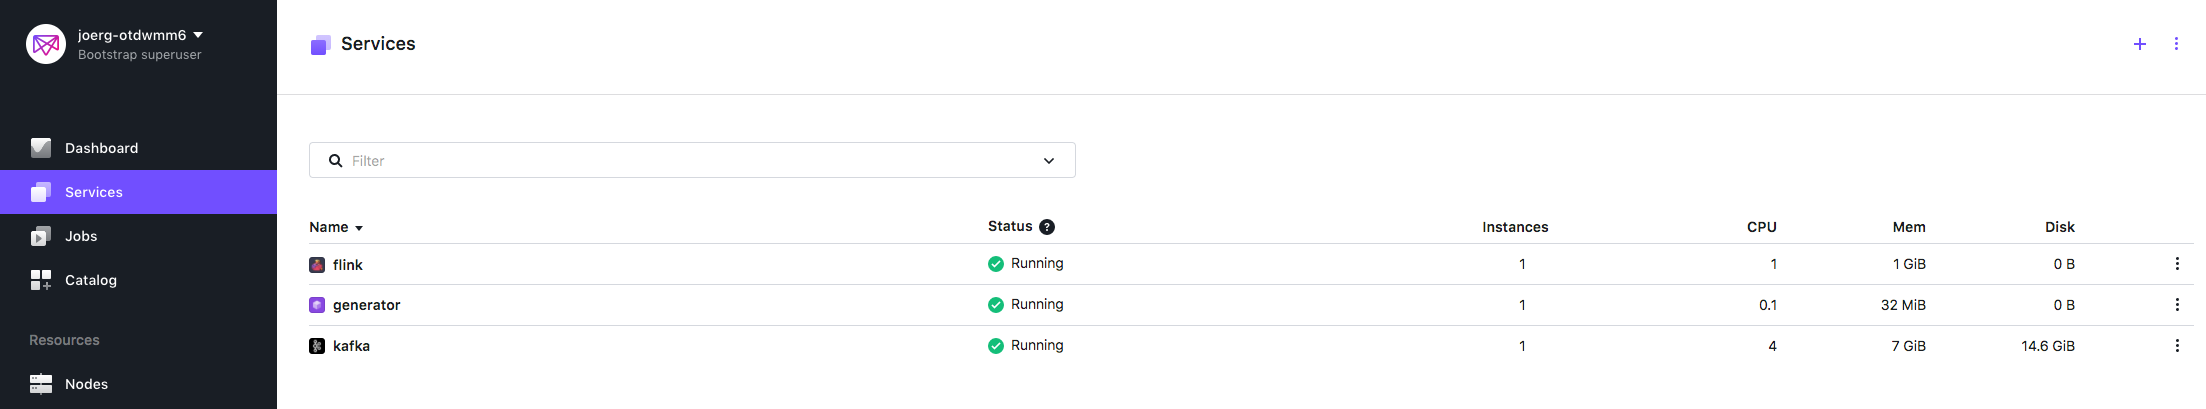 joerg-otdwmm6
Bootstrap superuser
Dashboard
Services
Jobs
Catalog
Resources
Nodes
Services
Filter
Name Status ? Instances CPU Mem Disk
flink Running 1 1 1 GiB 0 B
generator Running 1 0.1 32 MiB 0 B
kafka Running 1 4 7 GiB 14.6 GiB